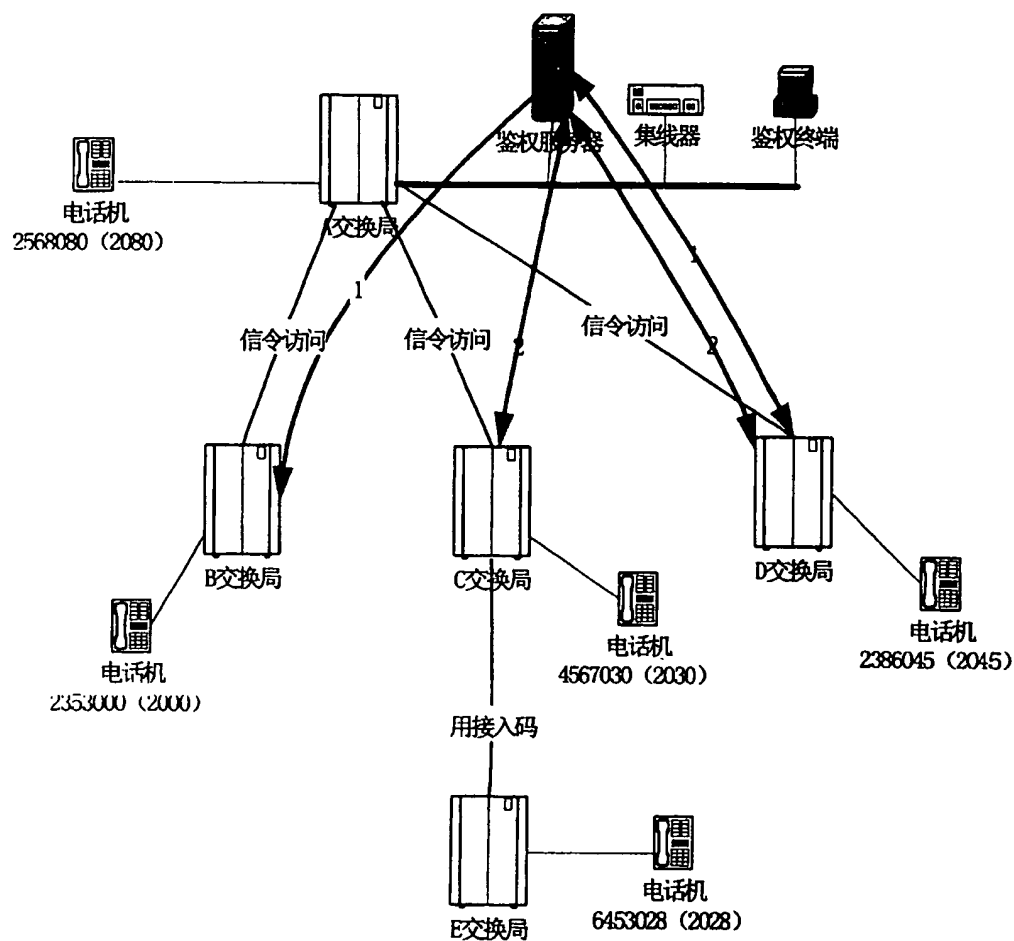 鉴权服务器
集线器
鉴权终端
电话机
2568080（2080）
A交换局
1
1
信令访问
信令访问
信令访问
2
2
B交换局
C交换局
D交换局
电话机
2353000（2000）
电话机
4567030（2030）
电话机
2386045（2045）
用接入码
E交换局
电话机
6453028（2028）